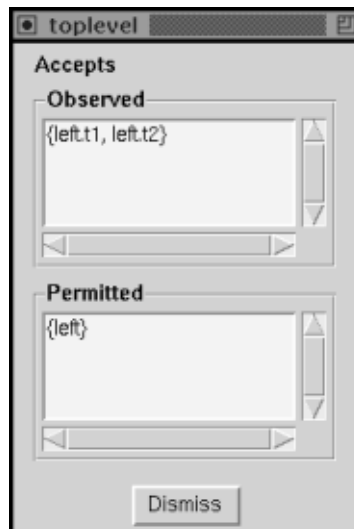 toplevel
Accepts
Observed
{left.t1, left.t2}
Permitted
{left}
Dismiss